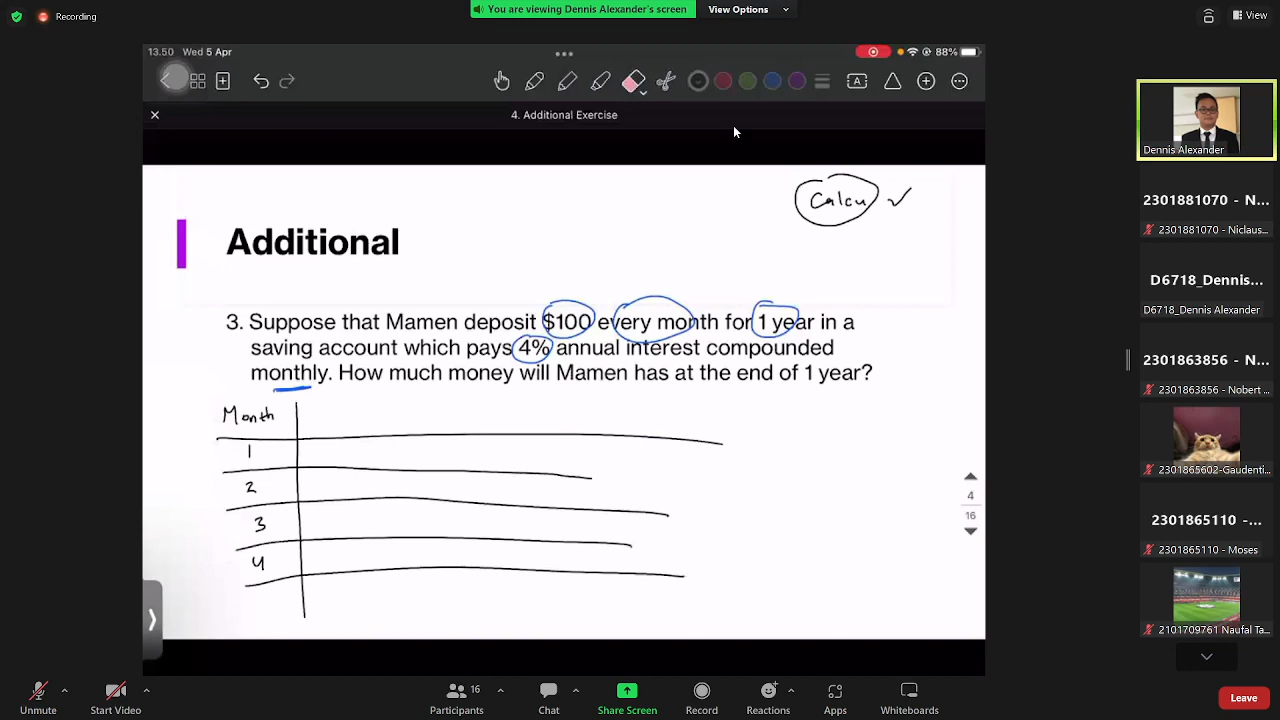 Recording
You are viewing Dennis Alexander's screen
View Options
View
13.50 Wed 5 Apr
88%
4. Additional Exercise
Calcu ✓
Additional
3. Suppose that Mamen deposit $100 every month for 1 year in a
saving account which pays 4% annual interest compounded
monthly. How much money will Mamen has at the end of 1 year?
Month
1
2
3
4
4
16
Dennis Alexander
2301881070 - N...
2301881070 - Niclaus...
D6718_Dennis...
D6718_Dennis Alexander
2301863856 - N...
2301863856 - Nobert ...
2301865602-Gaudenti...
2301865110 -...
2301865110 - Moses
2101709761 Naufal Ta...
Unmute
Start Video
Participants
16
Chat
Share Screen
Record
Reactions
Apps
Whiteboards
Leave